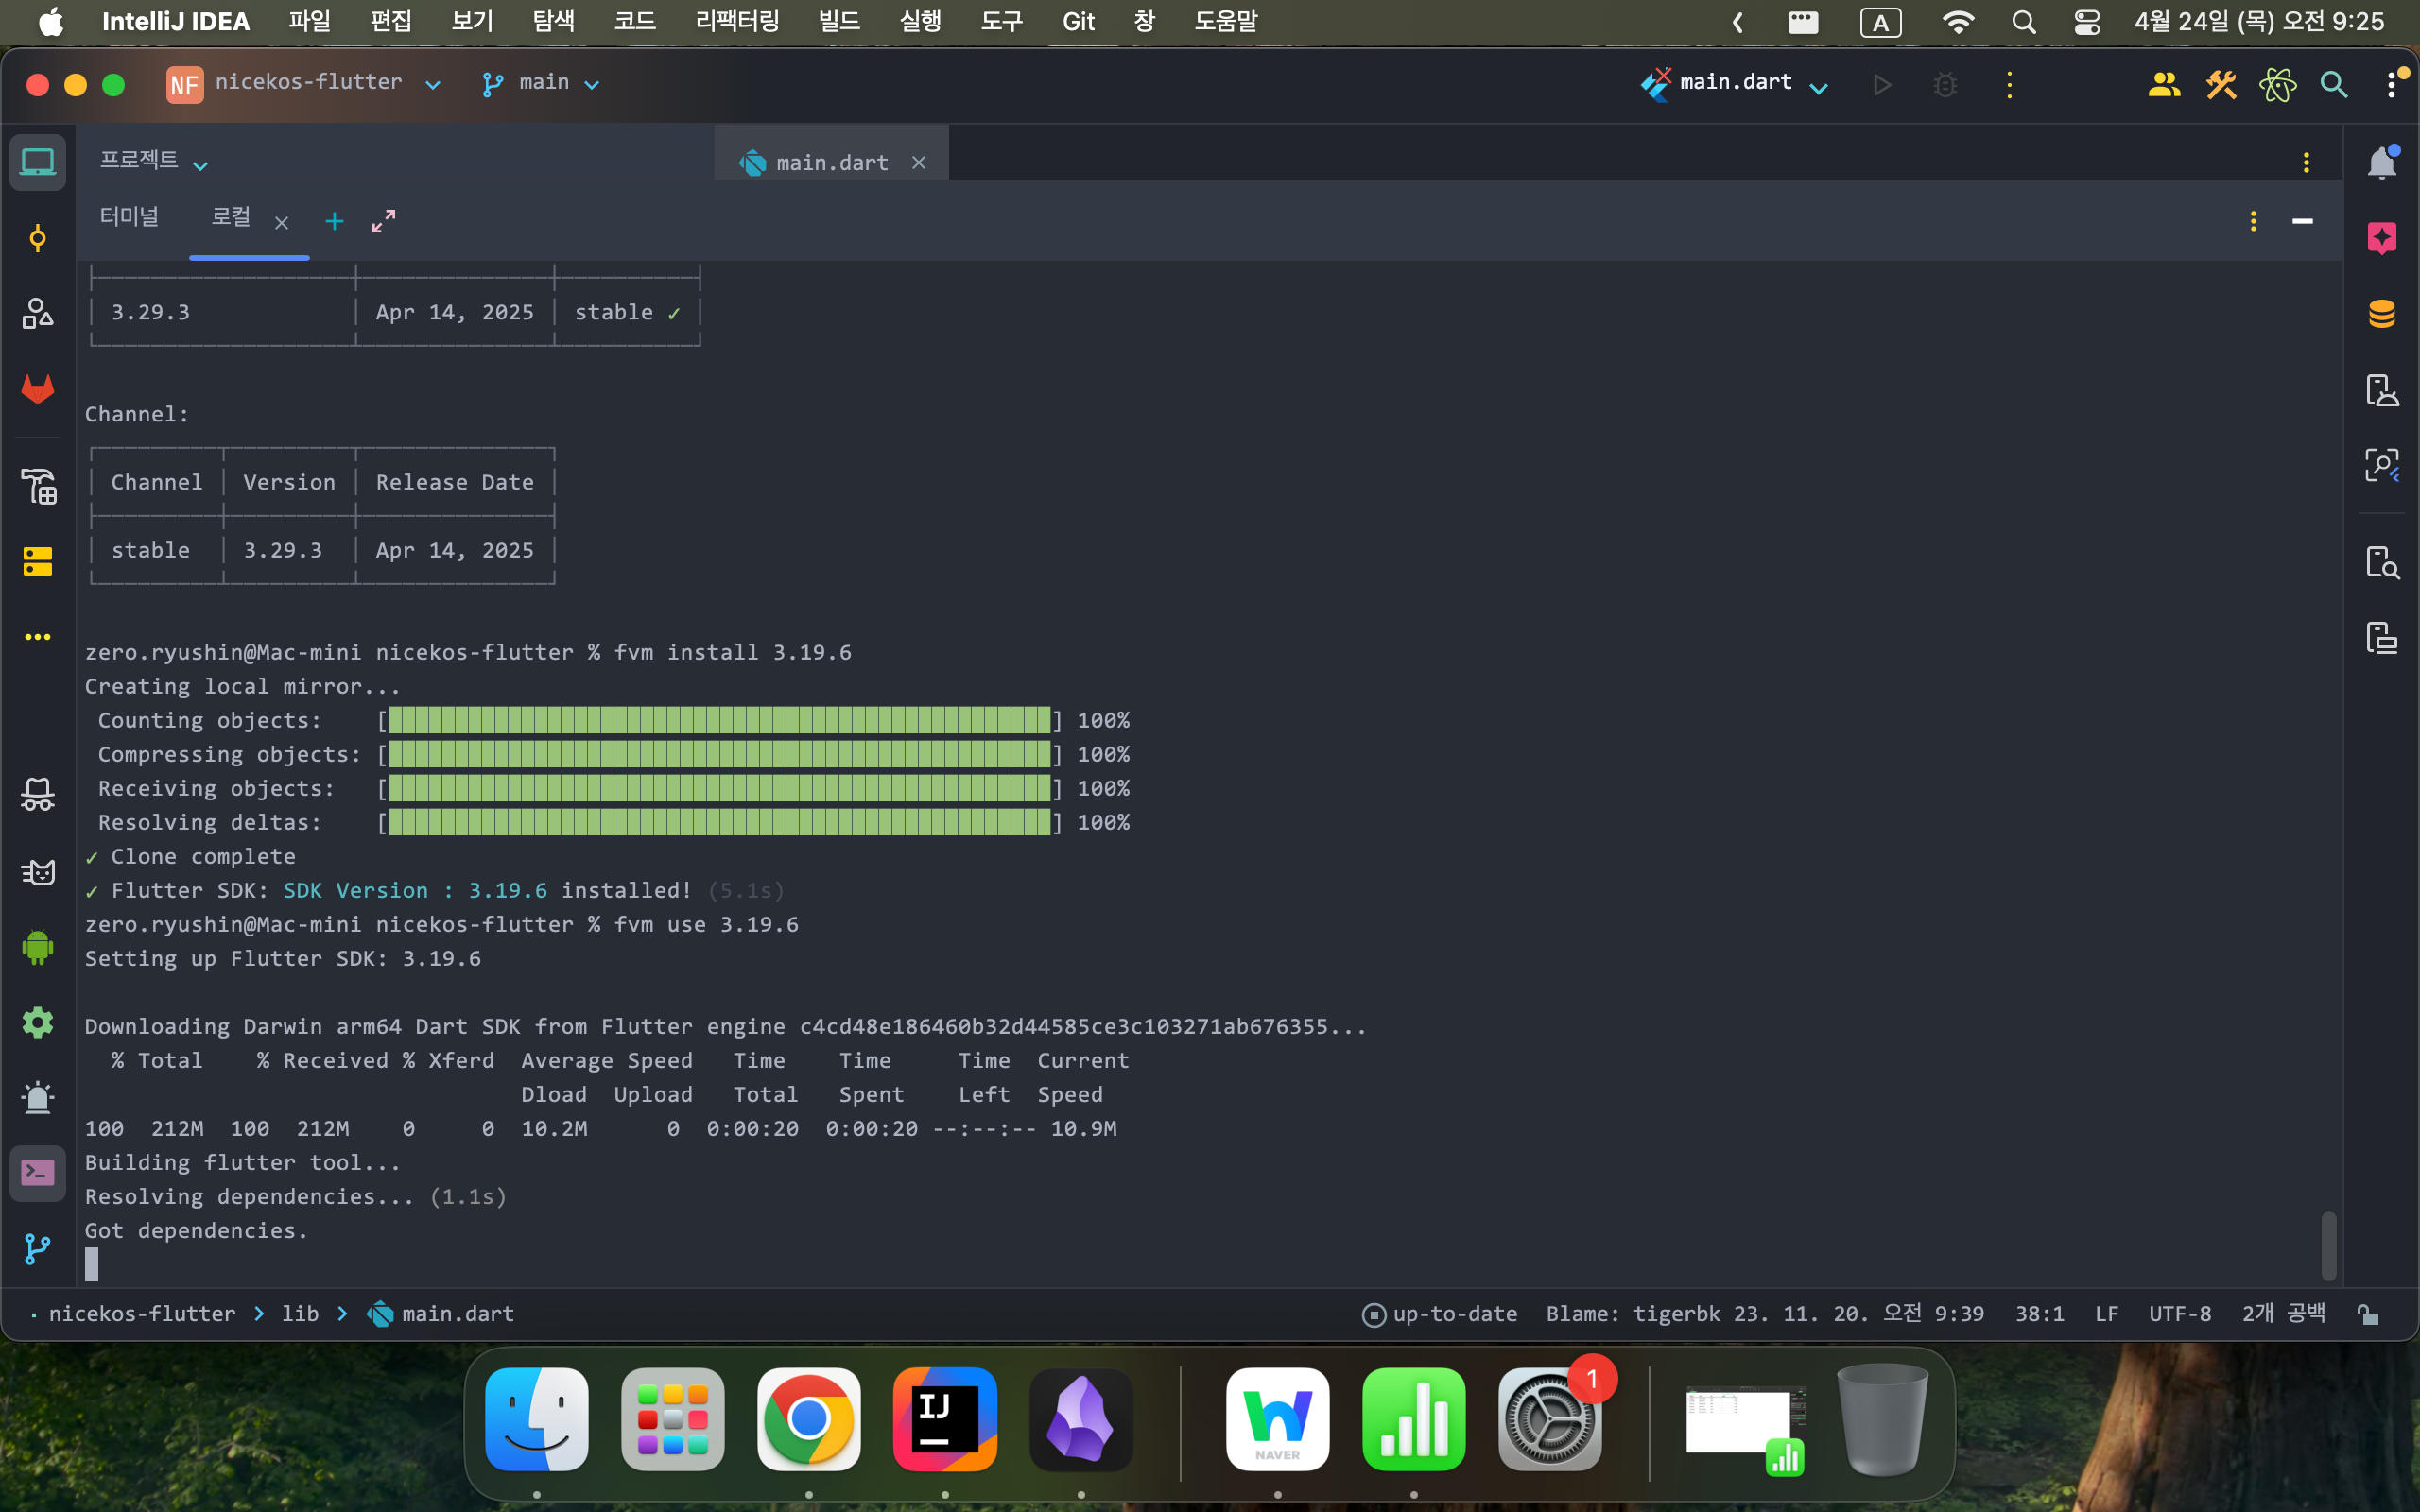 IntelliJ IDEA 파일 편집 보기 탐색 코드 리팩터링 빌드 실행 도구 Git 창 도움말 A 4월 24일 (목) 오전 9:25
NF nicekos-flutter main main.dart
프로젝트 main.dart
터미널 로컬
3.29.3 Apr 14, 2025 stable ✓
Channel:
Channel Version Release Date
stable 3.29.3 Apr 14, 2025
zero.ryushin@Mac-mini nicekos-flutter % fvm install 3.19.6
Creating local mirror...
Counting objects: [ ] 100%
Compressing objects: [ ] 100%
Receiving objects: [ ] 100%
Resolving deltas: [ ] 100%
✓ Clone complete
✓ Flutter SDK: SDK Version : 3.19.6 installed! (5.1s)
zero.ryushin@Mac-mini nicekos-flutter % fvm use 3.19.6
Setting up Flutter SDK: 3.19.6
Downloading Darwin arm64 Dart SDK from Flutter engine c4cd48e186460b32d44585ce3c103271ab676355...
% Total % Received % Xferd Average Speed Time Time Time Current
Dload Upload Total Spent Left Speed
100 212M 100 212M 0 0 10.2M 0 0:00:20 0:00:20 --:--:-- 10.9M
Building flutter tool...
Resolving dependencies... (1.1s)
Got dependencies.
nicekos-flutter > lib > main.dart up-to-date Blame: tigerbk 23. 11. 20. 오전 9:39 38:1 LF UTF-8 2개 공백
IJ
NAVER
1